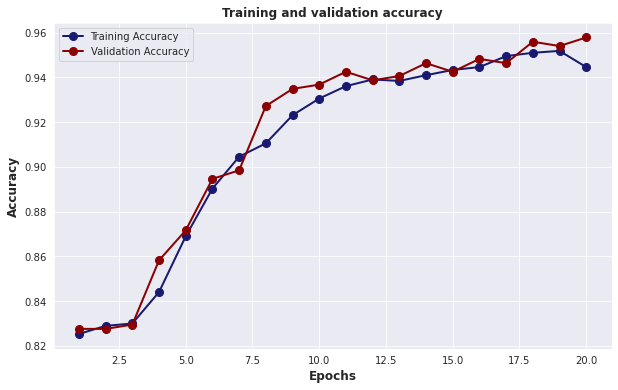 Training and validation accuracy
Training Accuracy
Validation Accuracy
0.96
0.94
0.92
0.90
0.88
0.86
0.84
0.82
Accuracy
2.5 5.0 7.5 10.0 12.5 15.0 17.5 20.0
Epochs